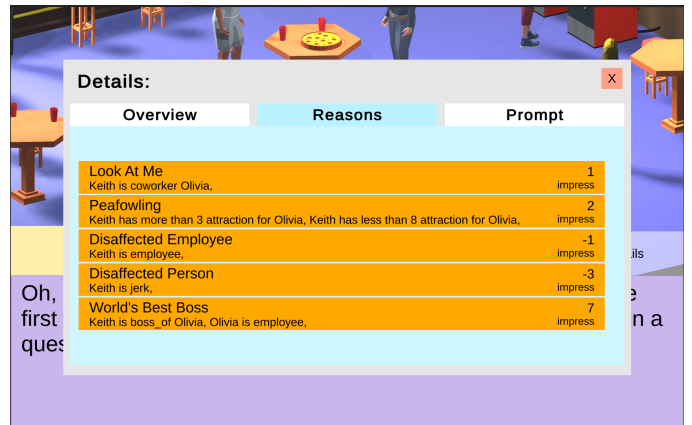 Details:
X
Overview
Reasons
Prompt
Look At Me
1
Keith is coworker Olivia,
impress
Peafowling
2
Keith has more than 3 attraction for Olivia, Keith has less than 8 attraction for Olivia,
impress
Disaffected Employee
-1
Keith is employee,
impress
Disaffected Person
-3
Keith is jerk,
impress
World's Best Boss
7
Keith is boss_of Olivia, Olivia is employee,
impress
Oh,
first
n a